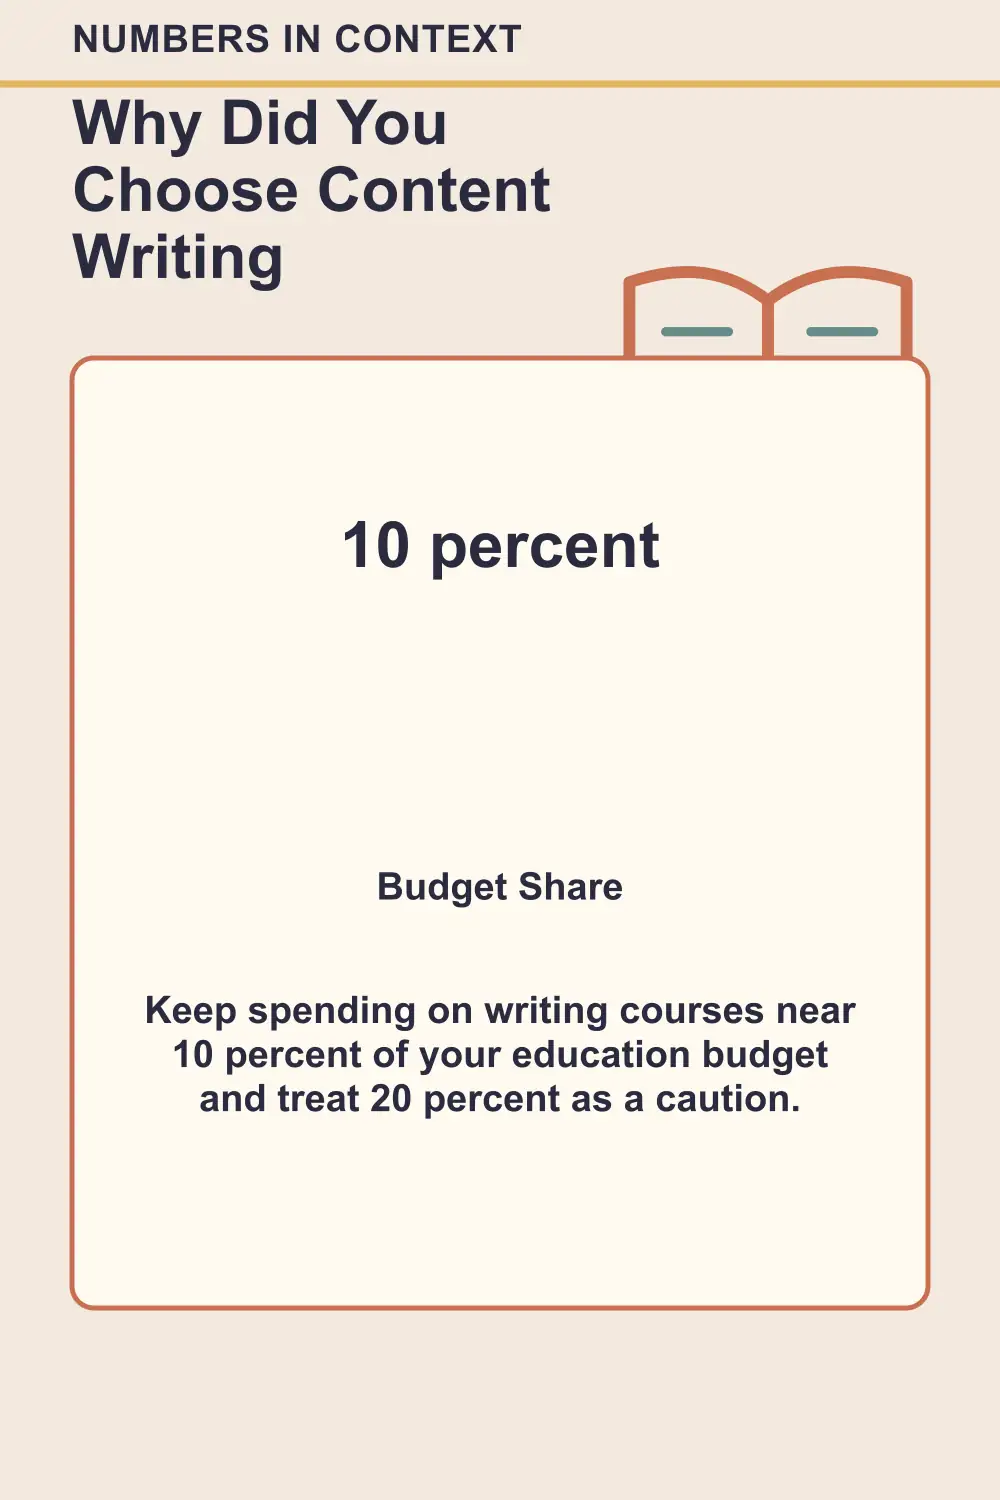 NUMBERS IN CONTEXT
Why Did You
Choose Content
Writing
10 percent
Budget Share
Keep spending on writing courses near
10 percent of your education budget
and treat 20 percent as a caution.